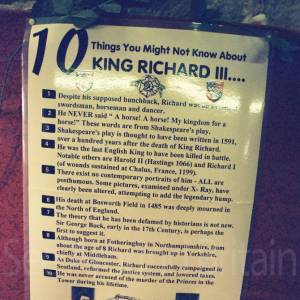 10 Things You Might Not Know About
KING RICHARD III....
1 Despite his supposed hunchback, Richard was
swordsman, horseman and dancer.
2 He NEVER said " A horse! A horse! My kingdom for a
horse!" These words are from Shakespeare's play.
3 Shakespeare's play is thought to have been written in 1591,
over a hundred years after the death of King Richard.
4 He was the last English King to have been killed in battle.
Notable others are Harold II (Hastings 1066) and Richard I
(of wounds sustained at Chalus, France, 1199).
5 There exist no contemporary portraits of him - ALL are
posthumous. Some pictures, examined under X- Ray, have
clearly been altered, attempting to add the legendary hump.
6 His death at Bosworth Field in 1485 was deeply mourned in
the North of England.
7 The theory that he has been defamed by historians is not new.
Sir George Buck, early in the 17th Century, is perhaps the
first to suggest it.
8 Although born at Fotheringhay in Northamptonshire, from
about the age of 8 Richard was brought up in Yorkshire,
chiefly at Middleham.
9 As Duke of Gloucester, Richard successfully campaigned in
Scotland, reformed the justice system, and lowered taxes.
10 He was never accused of the murder of the Princes in the
Tower during his lifetime.